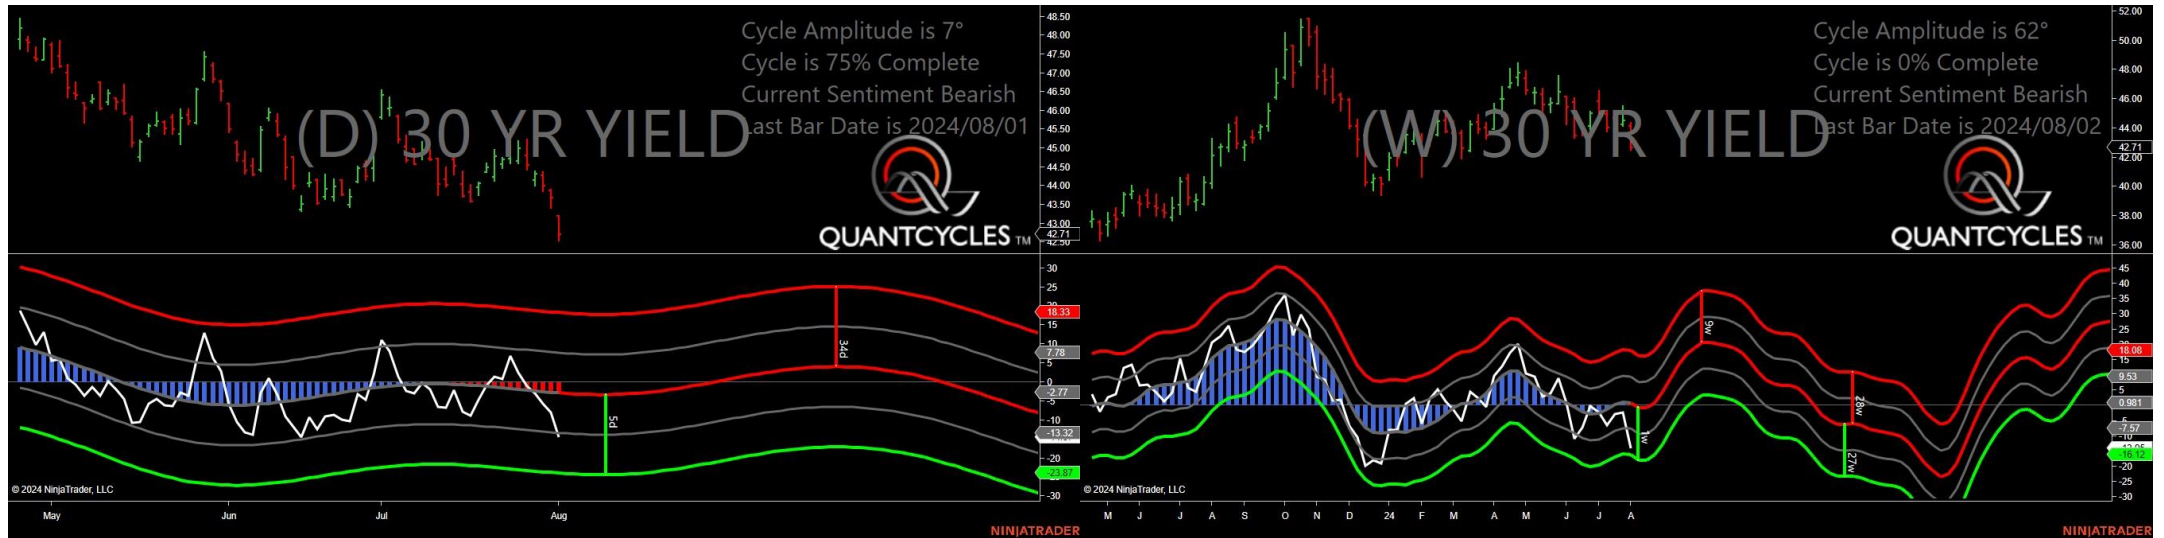 Cycle Amplitude is 7°
Cycle is 75% Complete
Current Sentiment Bearish
Last Bar Date is 2024/08/01
(D) 30 YR YIELD
QUANTCYCLES TM
48.50
48.00
47.50
47.00
46.50
46.00
45.50
45.00
44.50
44.00
43.50
43.00
42.71
42.50
30
25
18.33
15
10
7.78
5
0
-2.77
-5
-10
-13.32
-20
-23.87
-30
34d
5d
© 2024 NinjaTrader, LLC
May Jun Jul Aug
NINJATRADER
Cycle Amplitude is 62°
Cycle is 0% Complete
Current Sentiment Bearish
Last Bar Date is 2024/08/02
(W) 30 YR YIELD
QUANTCYCLES TM
52.00
50.00
48.00
46.00
44.00
42.71
42.00
40.00
38.00
36.00
45
40
35
30
25
18.08
15
9.53
5
0.981
-5
-7.57
-10
-16.12
-20
-25
-30
9w
28w
1w
27w
© 2024 NinjaTrader, LLC
M J J A S O N D 24 F M A M J J A
NINJATRADER